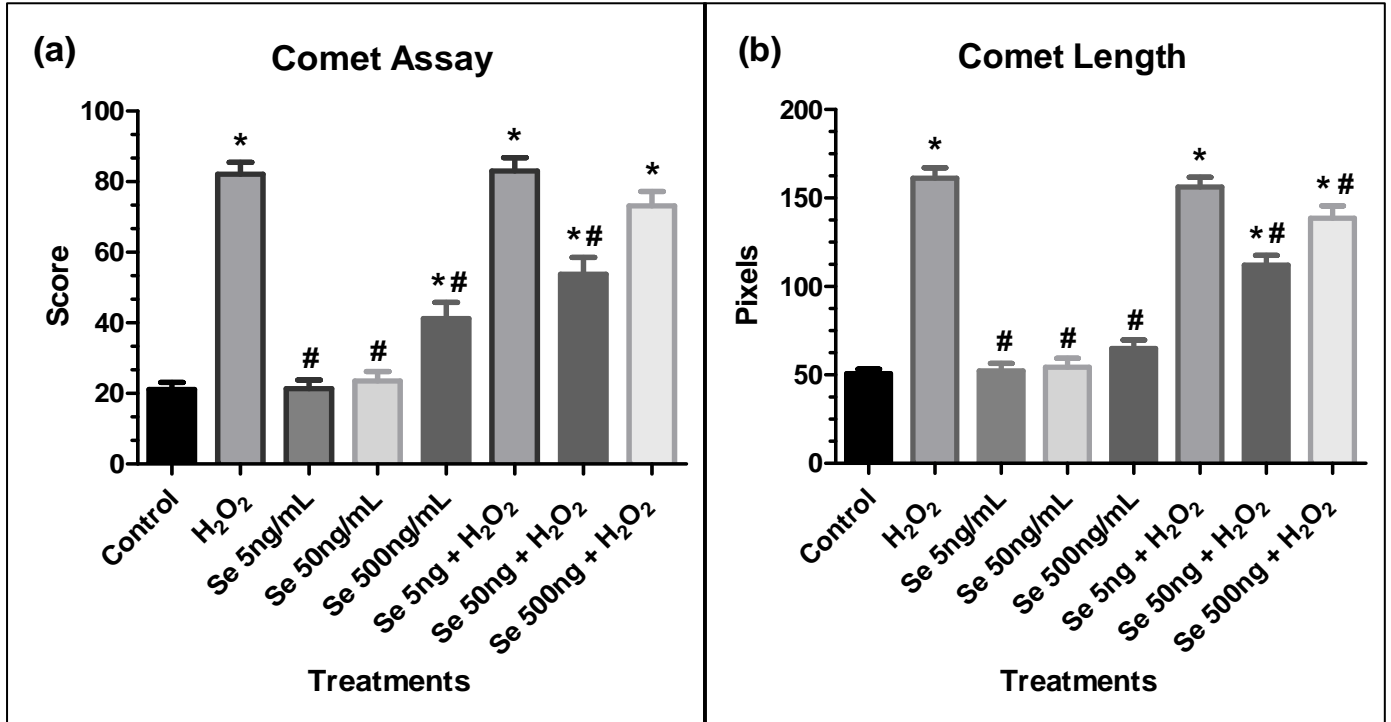 (a)
Comet Assay
Score
100
80
60
40
20
0
*
#
#
* #
*
* #
*
Control
H₂O₂
Se 5ng/mL
Se 50ng/mL
Se 500ng/mL
Se 5ng + H₂O₂
Se 50ng + H₂O₂
Se 500ng + H₂O₂
Treatments
(b)
Comet Length
Pixels
200
150
100
50
0
*
#
#
#
*
* #
* #
Control
H₂O₂
Se 5ng/mL
Se 50ng/mL
Se 500ng/mL
Se 5ng + H₂O₂
Se 50ng + H₂O₂
Se 500ng + H₂O₂
Treatments